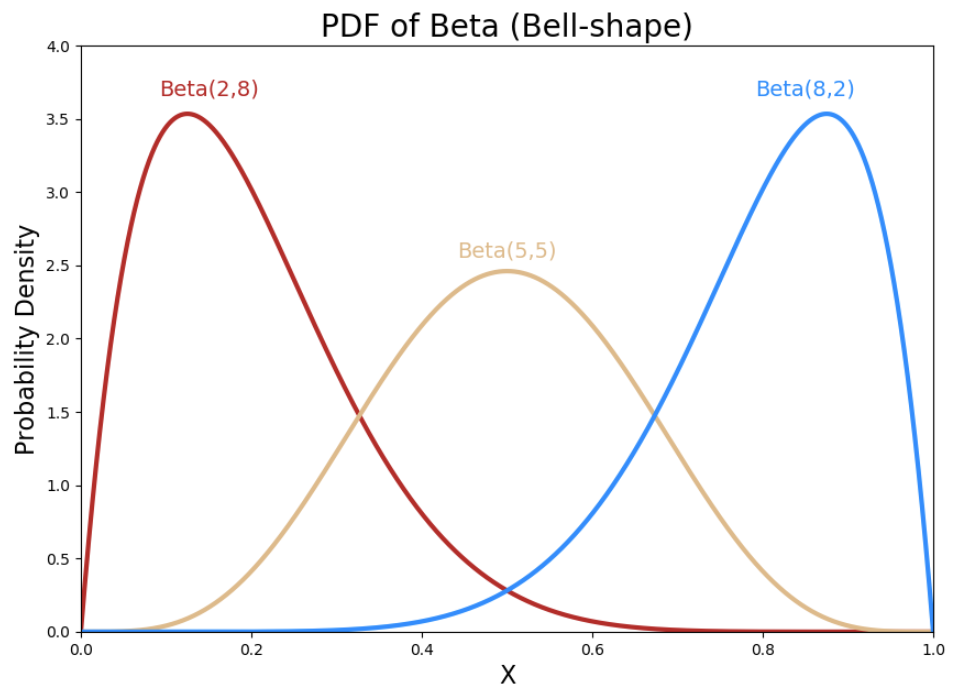 PDF of Beta (Bell-shape)
4.0
3.5
3.0
2.5
2.0
1.5
1.0
0.5
0.0
Probability Density
Beta(2,8)
Beta(8,2)
Beta(5,5)
0.0 0.2 0.4 0.6 0.8 1.0
X